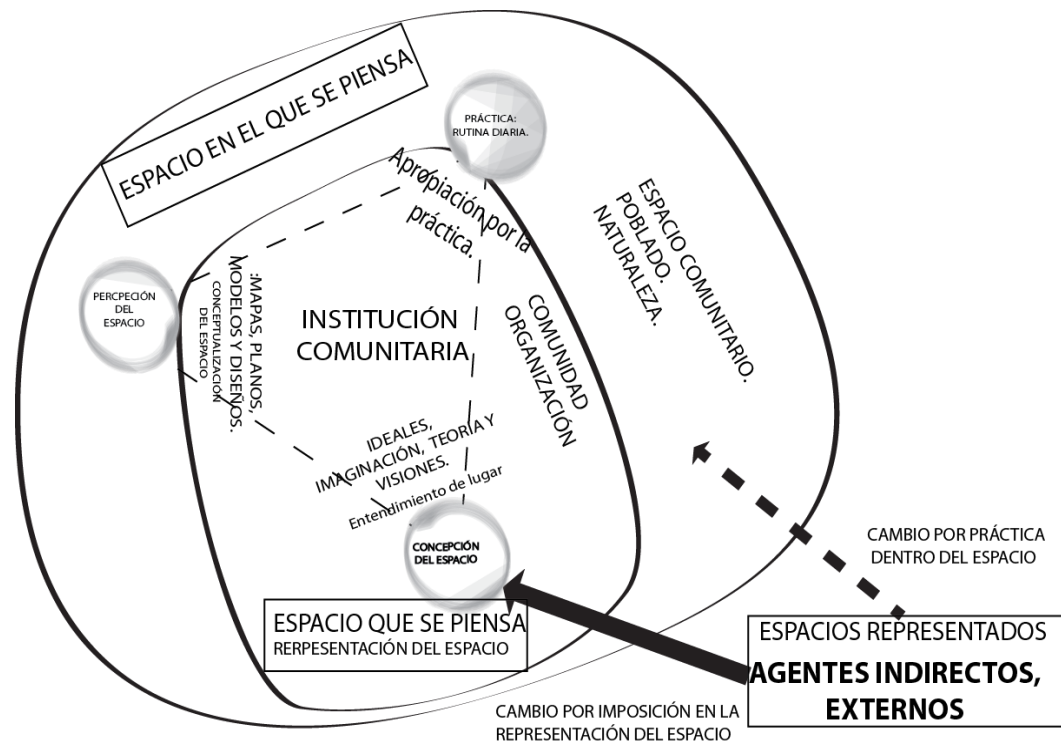 ESPACIO EN EL QUE SE PIENSA
PRÁCTICA:
RUTINA DIARIA.
Apropiación por la
práctica.
ESPACIO COMUNITARIO.
POBLADO.
NATURALEZA.
PERCPECIÓN
DEL
ESPACIO
:MAPAS, PLANOS,
MODELOS Y DISEÑOS.
CONCEPTUALIZACIÓN
DEL ESPACIO
INSTITUCIÓN
COMUNITARIA
COMUNIDAD
ORGANIZACIÓN
IDEALES,
IMAGINACIÓN, TEORÍA Y
VISIONES.
Entendimiento de lugar
CONCEPCIÓN
DEL ESPACIO
ESPACIO QUE SE PIENSA
RERPESENTACIÓN DEL ESPACIO
CAMBIO POR PRÁCTICA
DENTRO DEL ESPACIO
ESPACIOS REPRESENTADOS
AGENTES INDIRECTOS,
EXTERNOS
CAMBIO POR IMPOSICIÓN EN LA
REPRESENTACIÓN DEL ESPACIO